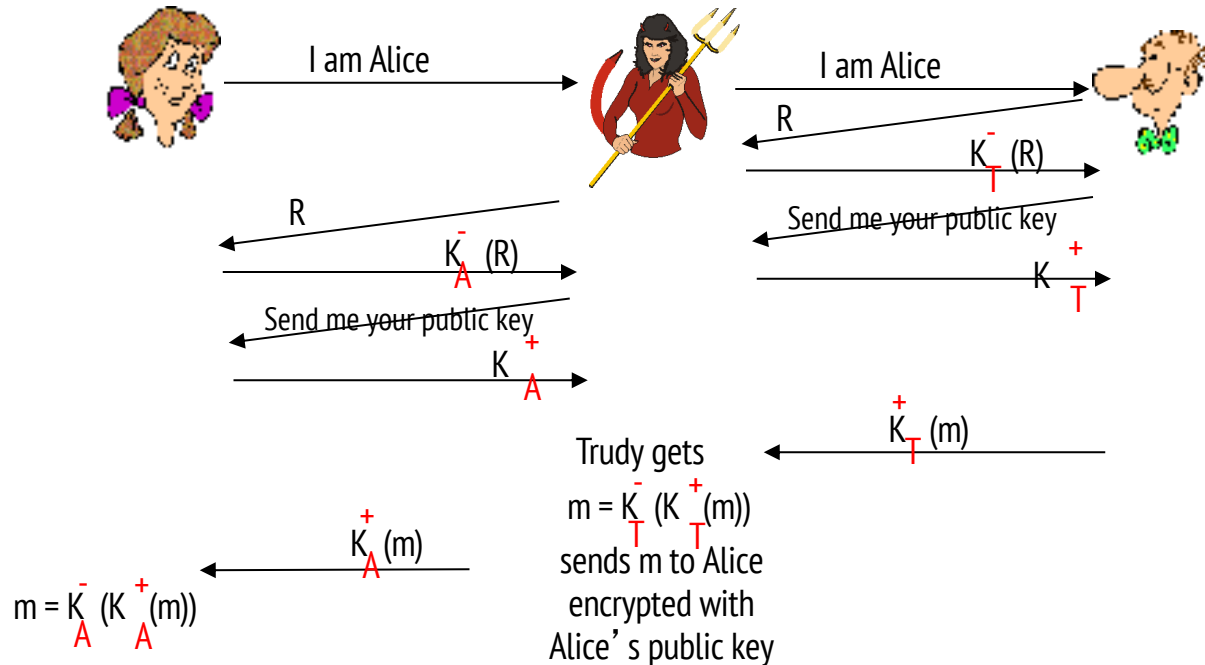 I am Alice
I am Alice
R
K⁻T (R)
Send me your public key
K⁺T
R
K⁻A (R)
Send me your public key
K⁺A
K⁺T (m)
Trudy gets
m = K⁻T (K⁺T (m))
sends m to Alice
encrypted with
Alice’ s public key
K⁺A (m)
m = K⁻A (K⁺A (m))